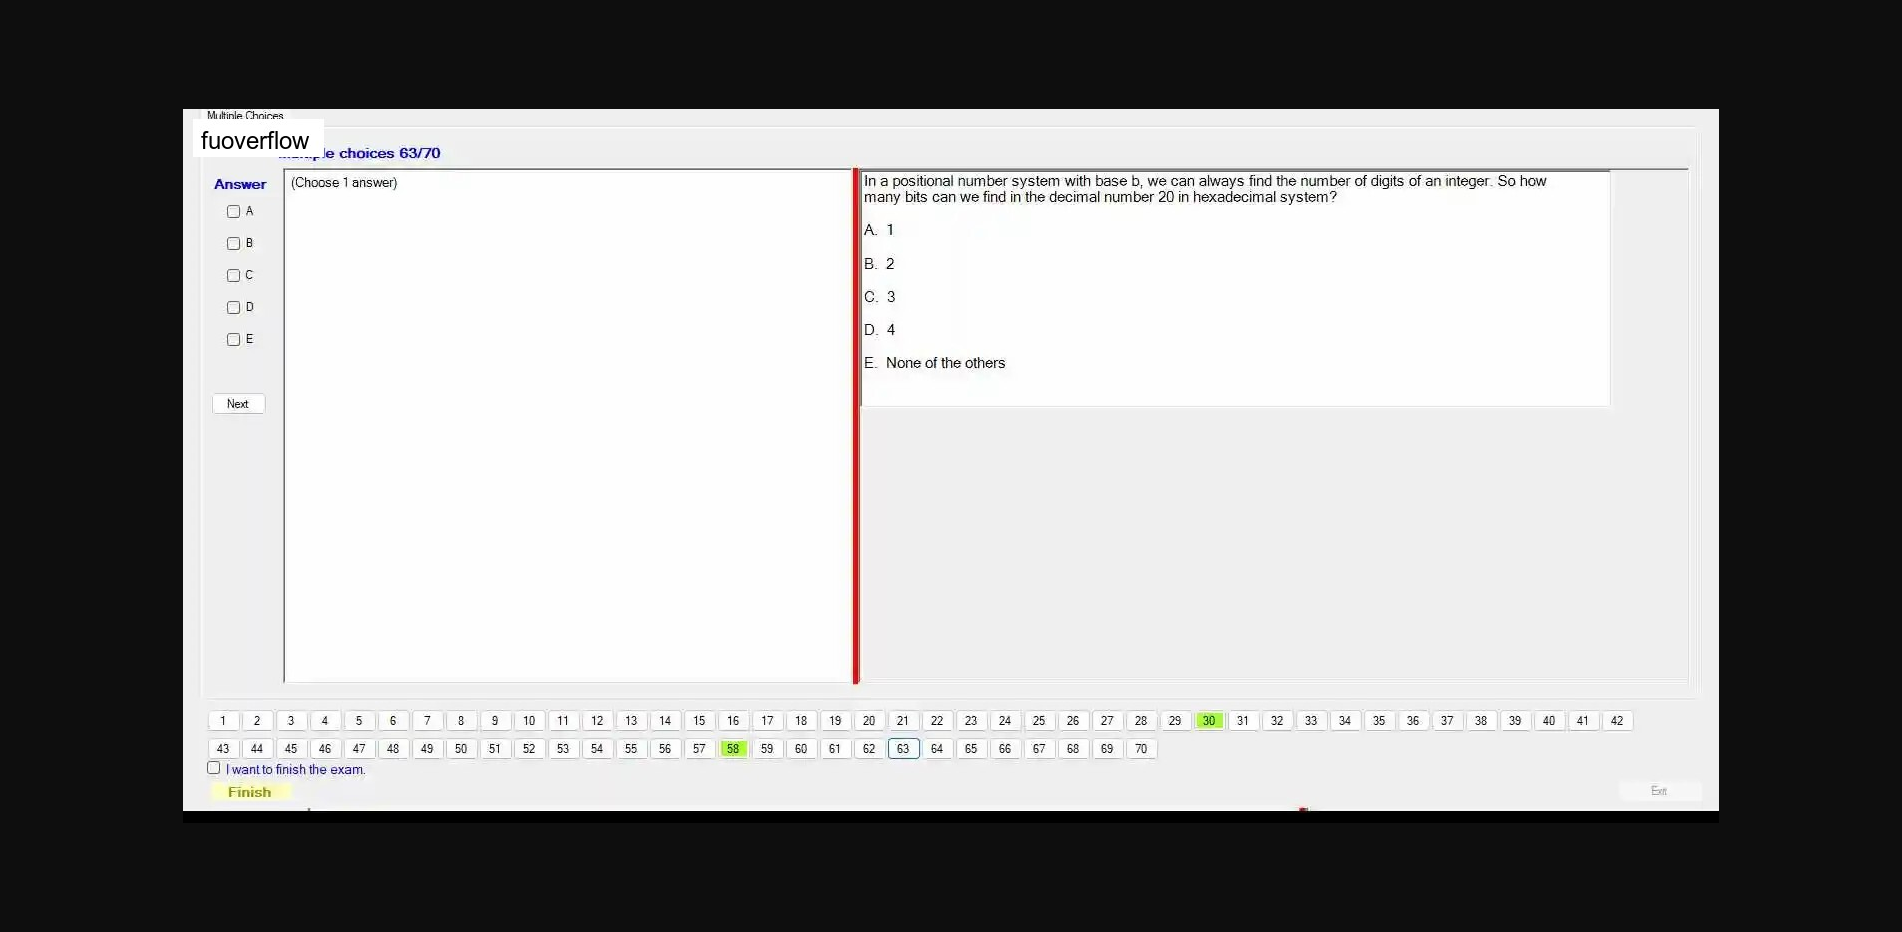 Multiple Choices
fuoverflow
choices 63/70
Answer
(Choose 1 answer)
A
B
C
D
E
Next
In a positional number system with base b, we can always find the number of digits of an integer. So how
many bits can we find in the decimal number 20 in hexadecimal system?
A. 1
B. 2
C. 3
D. 4
E. None of the others
1 2 3 4 5 6 7 8 9 10 11 12 13 14 15 16 17 18 19 20 21 22 23 24 25 26 27 28 29 30 31 32 33 34 35 36 37 38 39 40 41 42
43 44 45 46 47 48 49 50 51 52 53 54 55 56 57 58 59 60 61 62 63 64 65 66 67 68 69 70
I want to finish the exam.
Finish
Exit